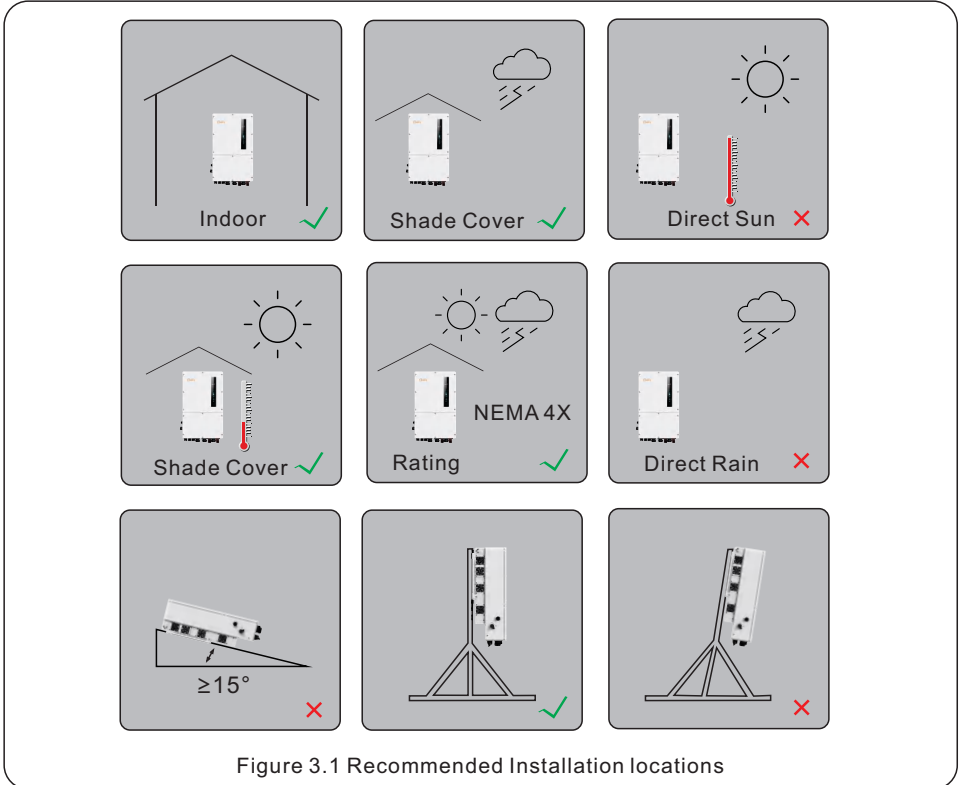 Indoor
Shade Cover
Direct Sun
Shade Cover
NEMA 4X
Rating
Direct Rain
≥15°
Figure 3.1 Recommended Installation locations